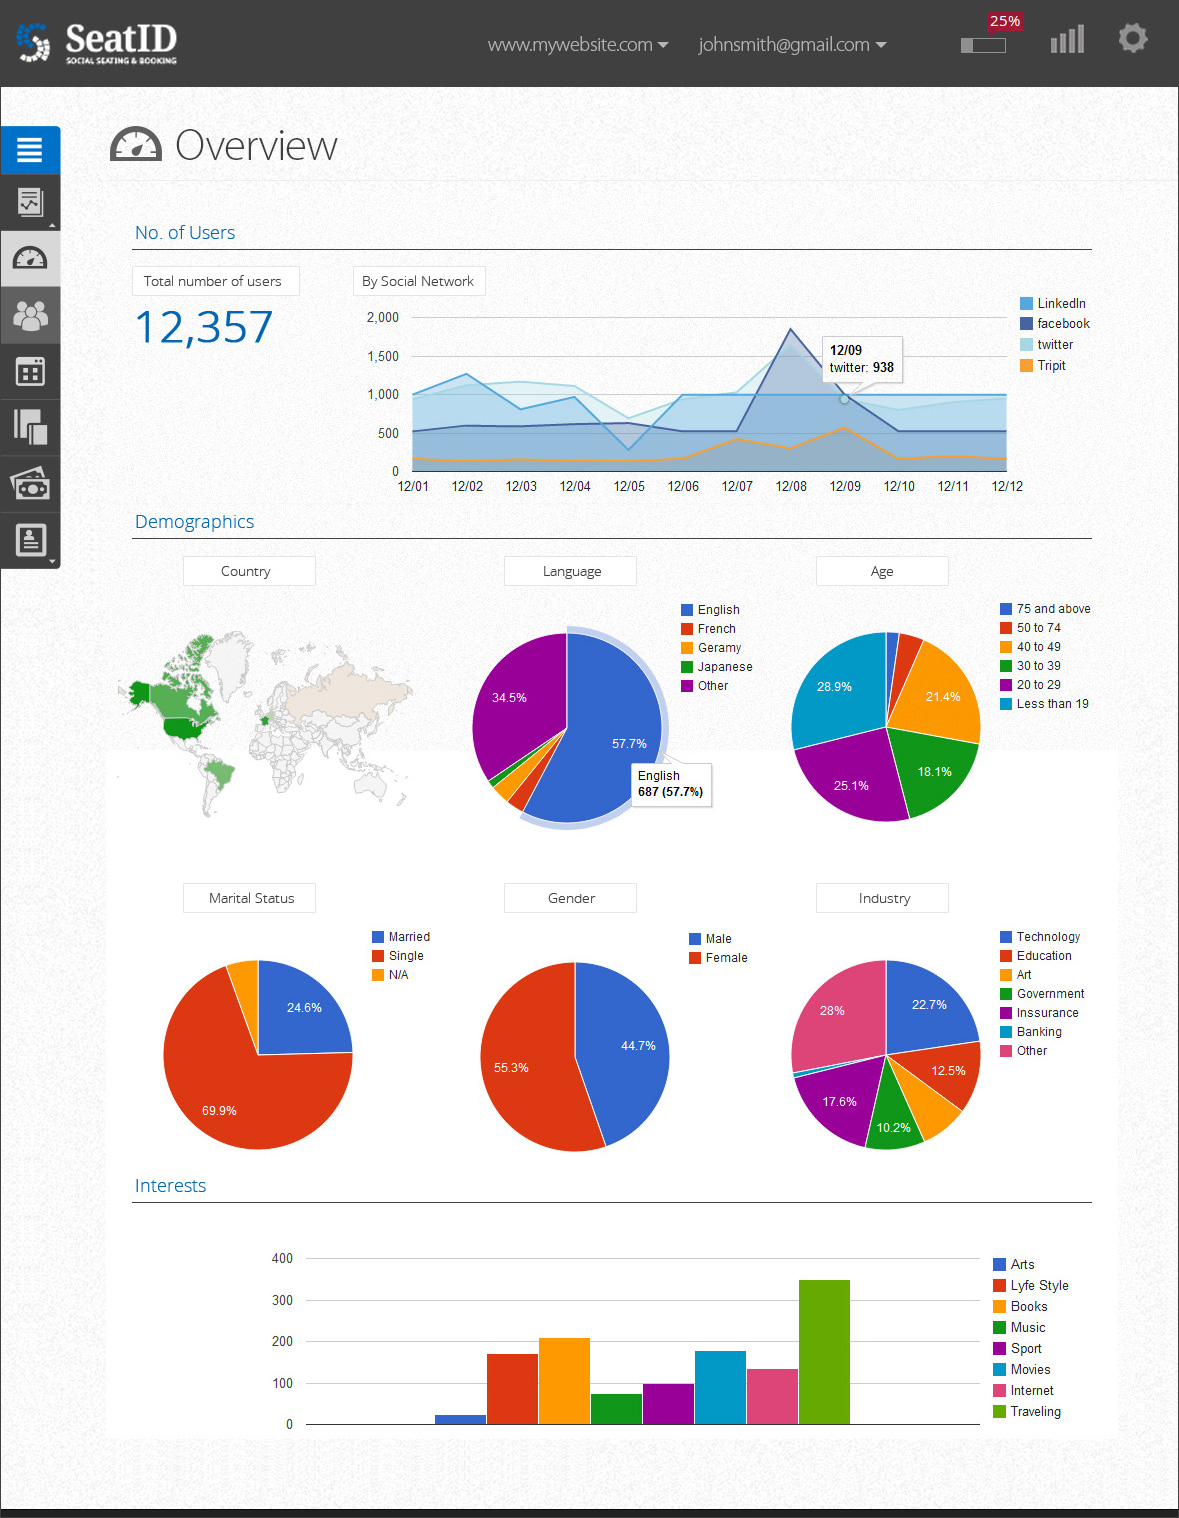 SeatID
SOCIAL SEATING & BOOKING
www.mywebsite.com
johnsmith@gmail.com
25%
Overview
No. of Users
Total number of users
12,357
By Social Network
2,000
1,500
1,000
500
0
12/01 12/02 12/03 12/04 12/05 12/06 12/07 12/08 12/09 12/10 12/11 12/12
12/09
twitter: 938
LinkedIn
facebook
twitter
Tripit
Demographics
Country
Language
English
French
Geramy
Japanese
Other
34.5%
57.7%
English
687 (57.7%)
Age
75 and above
50 to 74
40 to 49
30 to 39
20 to 29
Less than 19
28.9%
21.4%
18.1%
25.1%
Marital Status
Married
Single
N/A
24.6%
69.9%
Gender
Male
Female
44.7%
55.3%
Industry
Technology
Education
Art
Government
Inssurance
Banking
Other
28%
22.7%
12.5%
17.6%
10.2%
Interests
400
300
200
100
0
Arts
Lyfe Style
Books
Music
Sport
Movies
Internet
Traveling